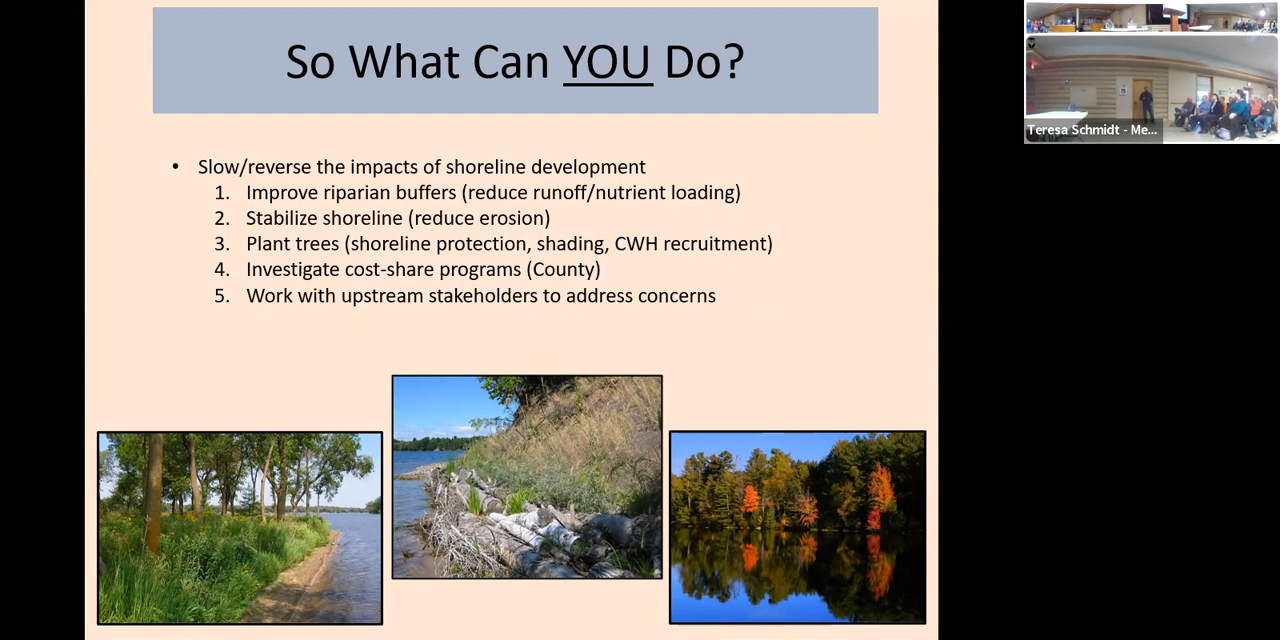 So What Can YOU Do?
• Slow/reverse the impacts of shoreline development
1. Improve riparian buffers (reduce runoff/nutrient loading)
2. Stabilize shoreline (reduce erosion)
3. Plant trees (shoreline protection, shading, CWH recruitment)
4. Investigate cost-share programs (County)
5. Work with upstream stakeholders to address concerns
Teresa Schmidt - Me...